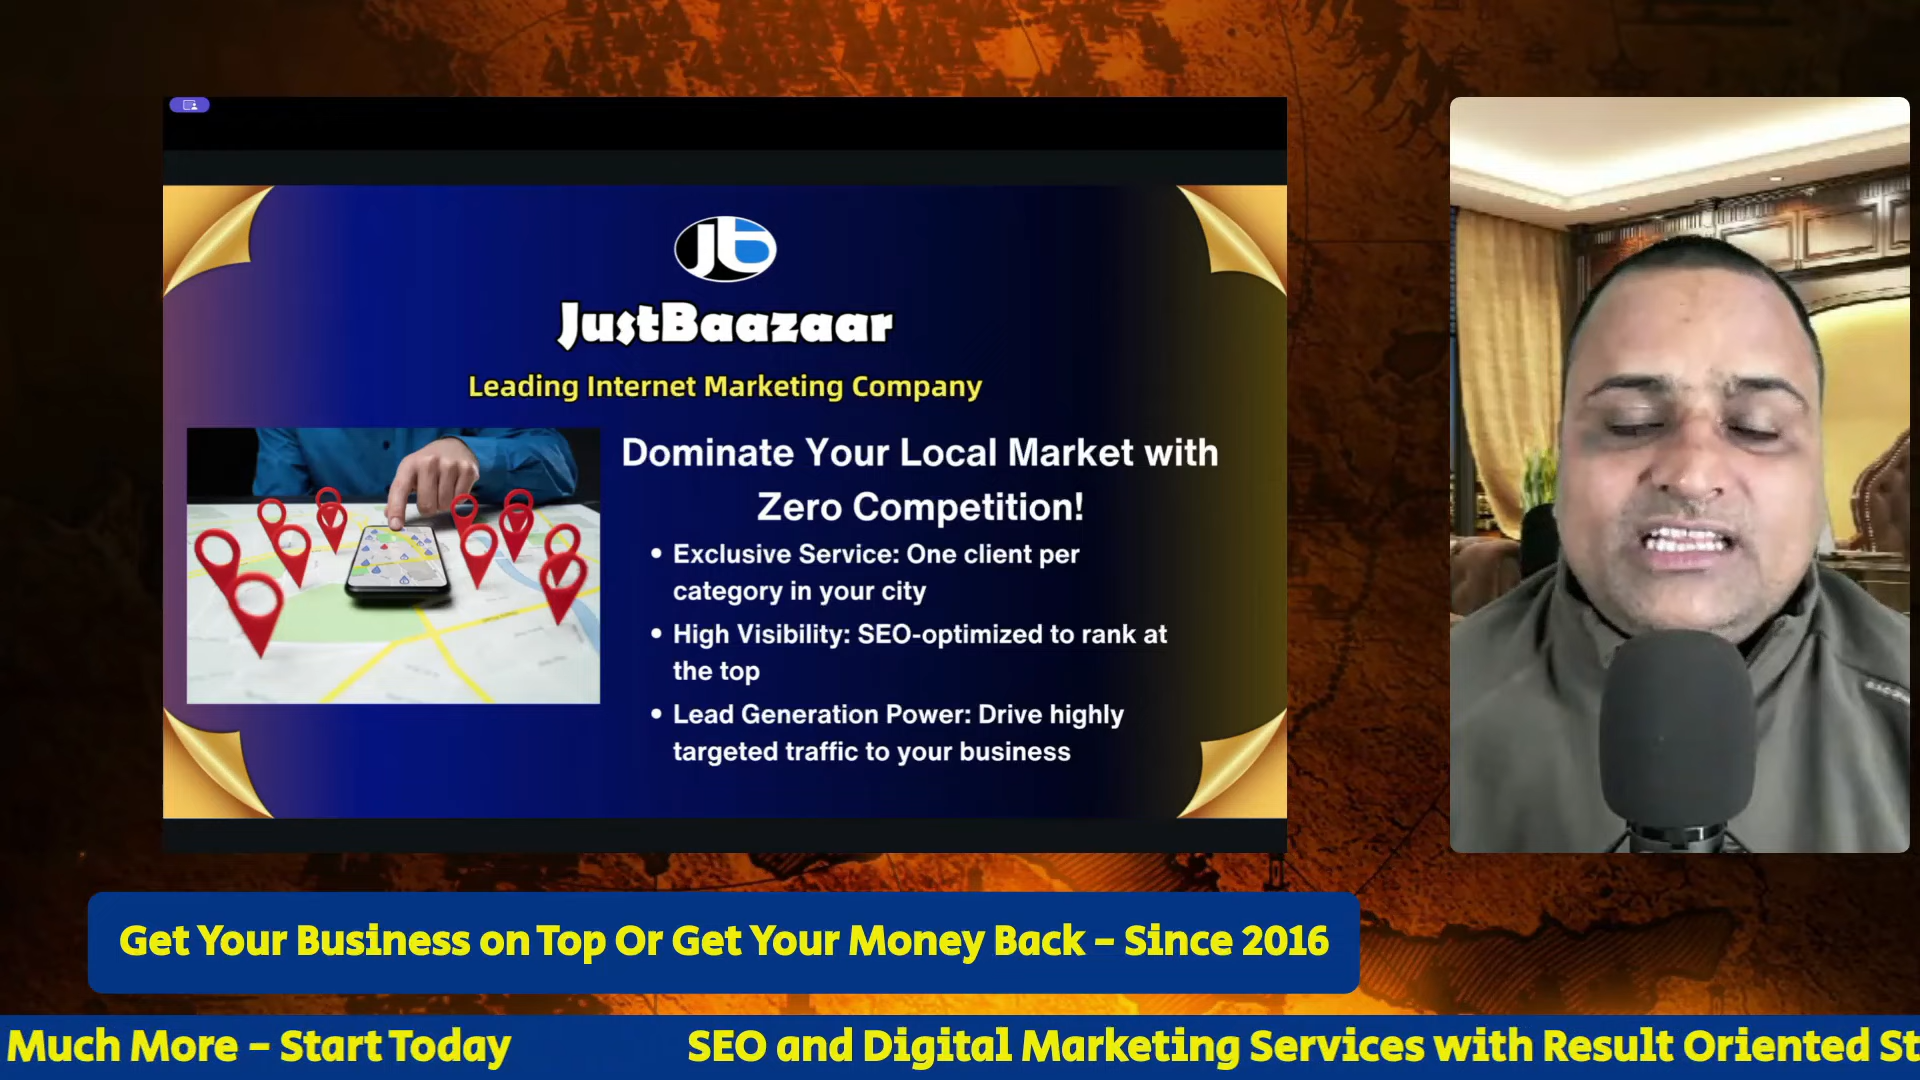 jb
JustBaazaar
Leading Internet Marketing Company
Dominate Your Local Market with
Zero Competition!
• Exclusive Service: One client per
category in your city
• High Visibility: SEO-optimized to rank at
the top
• Lead Generation Power: Drive highly
targeted traffic to your business
Get Your Business on Top Or Get Your Money Back – Since 2016
Much More – Start Today
SEO and Digital Marketing Services with Result Oriented St